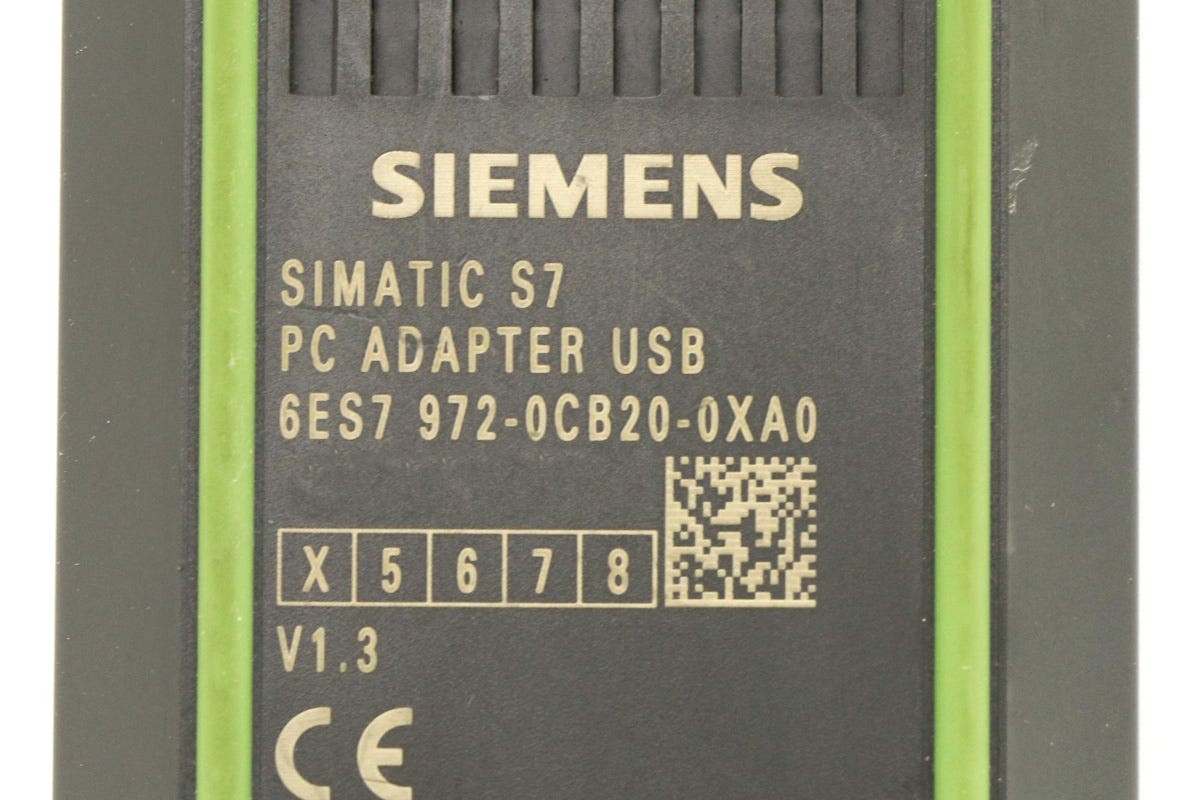 SIEMENS
SIMATIC S7
PC ADAPTER USB
6ES7 972-0CB20-0XA0
X 5 6 7 8
V1.3
CE